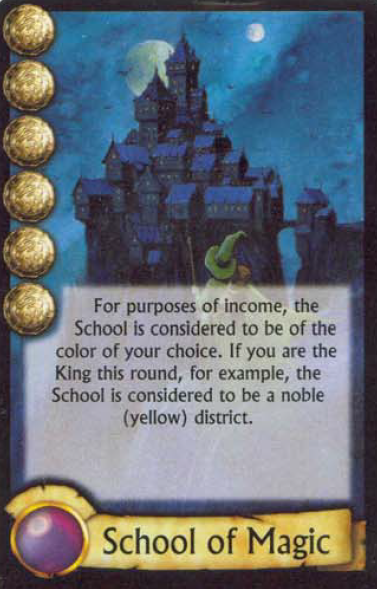 For purposes of income, the
School is considered to be of the
color of your choice. If you are the
King this round, for example, the
School is considered to be a noble
(yellow) district.
School of Magic